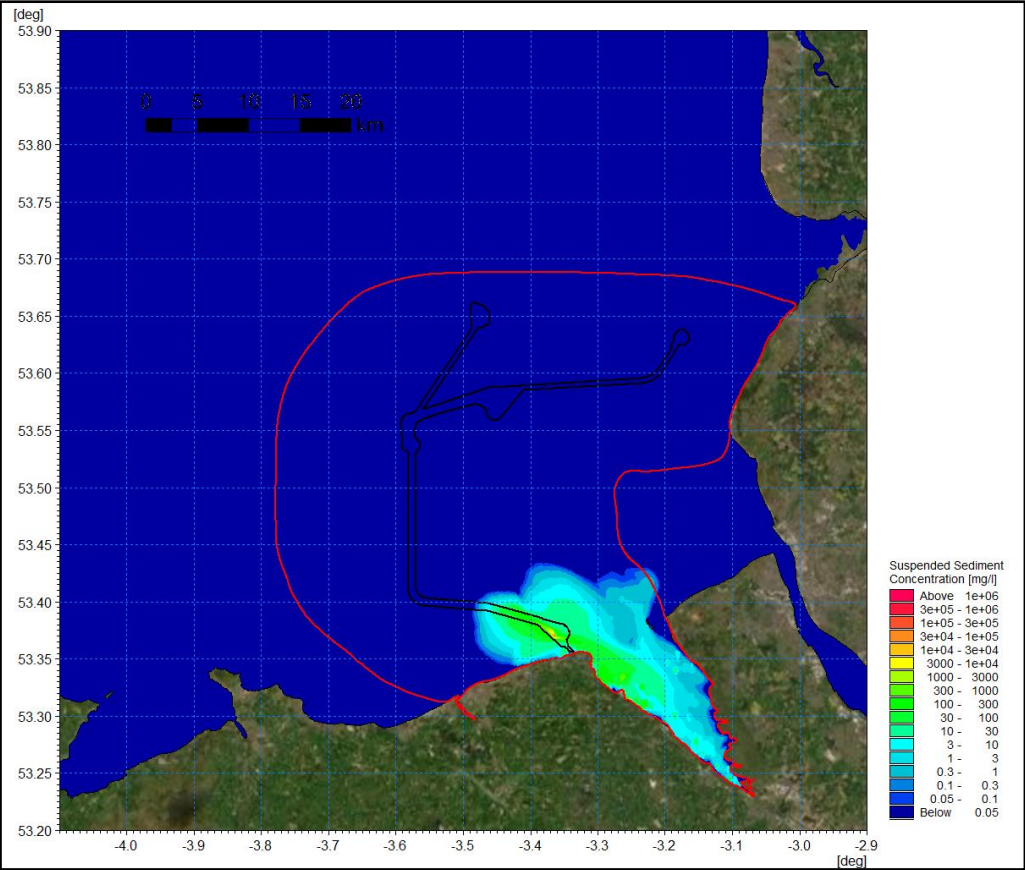 [deg]
53.90
53.85
53.80
53.75
53.70
53.65
53.60
53.55
53.50
53.45
53.40
53.35
53.30
53.25
53.20
0 5 10 15 20
km
-4.0 -3.9 -3.8 -3.7 -3.6 -3.5 -3.4 -3.3 -3.2 -3.1 -3.0 -2.9
[deg]
Suspended Sediment
Concentration [mg/l]
Above 1e+06
3e+05 - 1e+06
1e+05 - 3e+05
3e+04 - 1e+05
1e+04 - 3e+04
3000 - 1e+04
1000 - 3000
300 - 1000
100 - 300
30 - 100
10 - 30
3 - 10
1 - 3
0.3 - 1
0.1 - 0.3
0.05 - 0.1
Below 0.05